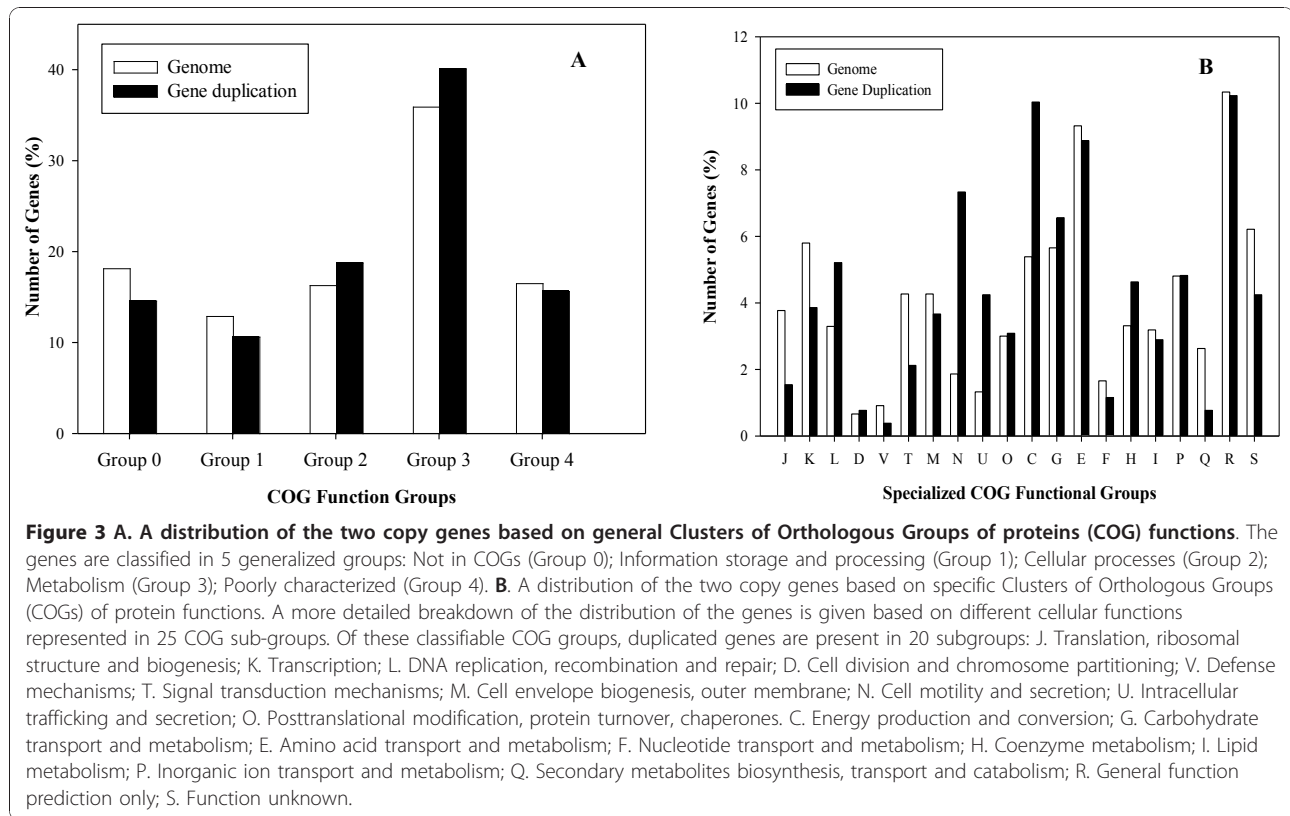 A
Genome
Gene duplication
Number of Genes (%)
40
30
20
10
0
Group 0 Group 1 Group 2 Group 3 Group 4
COG Function Groups
B
Genome
Gene Duplication
Number of Genes (%)
12
10
8
6
4
2
0
J K L D V T M N U O C G E F H I P Q R S
Specialized COG Functional Groups
Figure 3 A. A distribution of the two copy genes based on general Clusters of Orthologous Groups of proteins (COG) functions. The
genes are classified in 5 generalized groups: Not in COGs (Group 0); Information storage and processing (Group 1); Cellular processes (Group 2);
Metabolism (Group 3); Poorly characterized (Group 4). B. A distribution of the two copy genes based on specific Clusters of Orthologous Groups
(COGs) of protein functions. A more detailed breakdown of the distribution of the genes is given based on different cellular functions
represented in 25 COG sub-groups. Of these classifiable COG groups, duplicated genes are present in 20 subgroups: J. Translation, ribosomal
structure and biogenesis; K. Transcription; L. DNA replication, recombination and repair; D. Cell division and chromosome partitioning; V. Defense
mechanisms; T. Signal transduction mechanisms; M. Cell envelope biogenesis, outer membrane; N. Cell motility and secretion; U. Intracellular
trafficking and secretion; O. Posttranslational modification, protein turnover, chaperones. C. Energy production and conversion; G. Carbohydrate
transport and metabolism; E. Amino acid transport and metabolism; F. Nucleotide transport and metabolism; H. Coenzyme metabolism; I. Lipid
metabolism; P. Inorganic ion transport and metabolism; Q. Secondary metabolites biosynthesis, transport and catabolism; R. General function
prediction only; S. Function unknown.